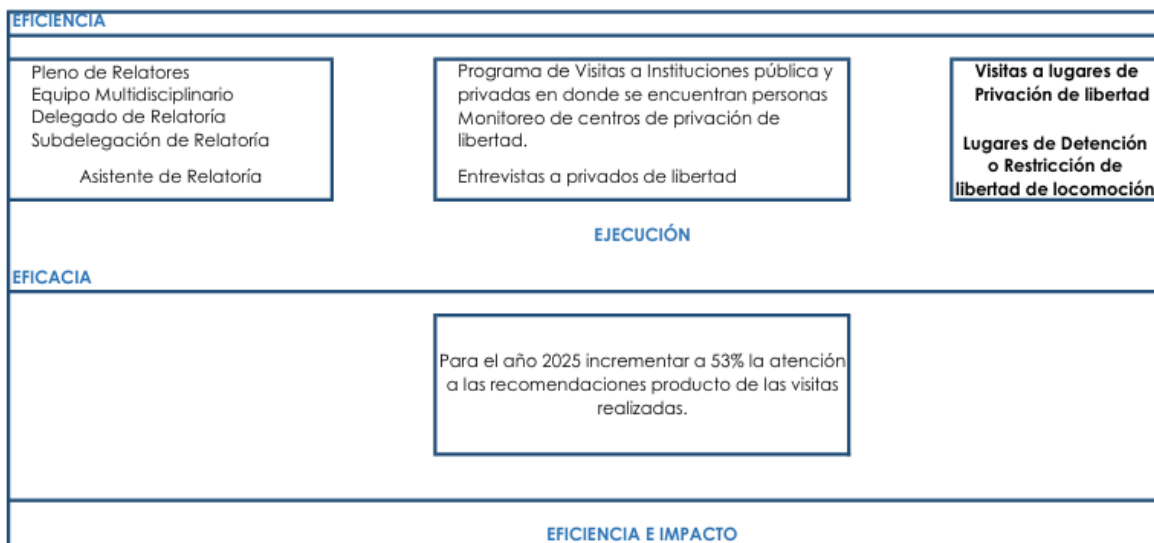 EFICIENCIA
Pleno de Relatores
Equipo Multidisciplinario
Delegado de Relatoría
Subdelegación de Relatoría
Asistente de Relatoría
Programa de Visitas a Instituciones pública y
privadas en donde se encuentran personas
Monitoreo de centros de privación de
libertad.
Entrevistas a privados de libertad
Visitas a lugares de
Privación de libertad
Lugares de Detención
o Restricción de
libertad de locomoción
EJECUCIÓN
EFICACIA
Para el año 2025 incrementar a 53% la atención
a las recomendaciones producto de las visitas
realizadas.
EFICIENCIA E IMPACTO